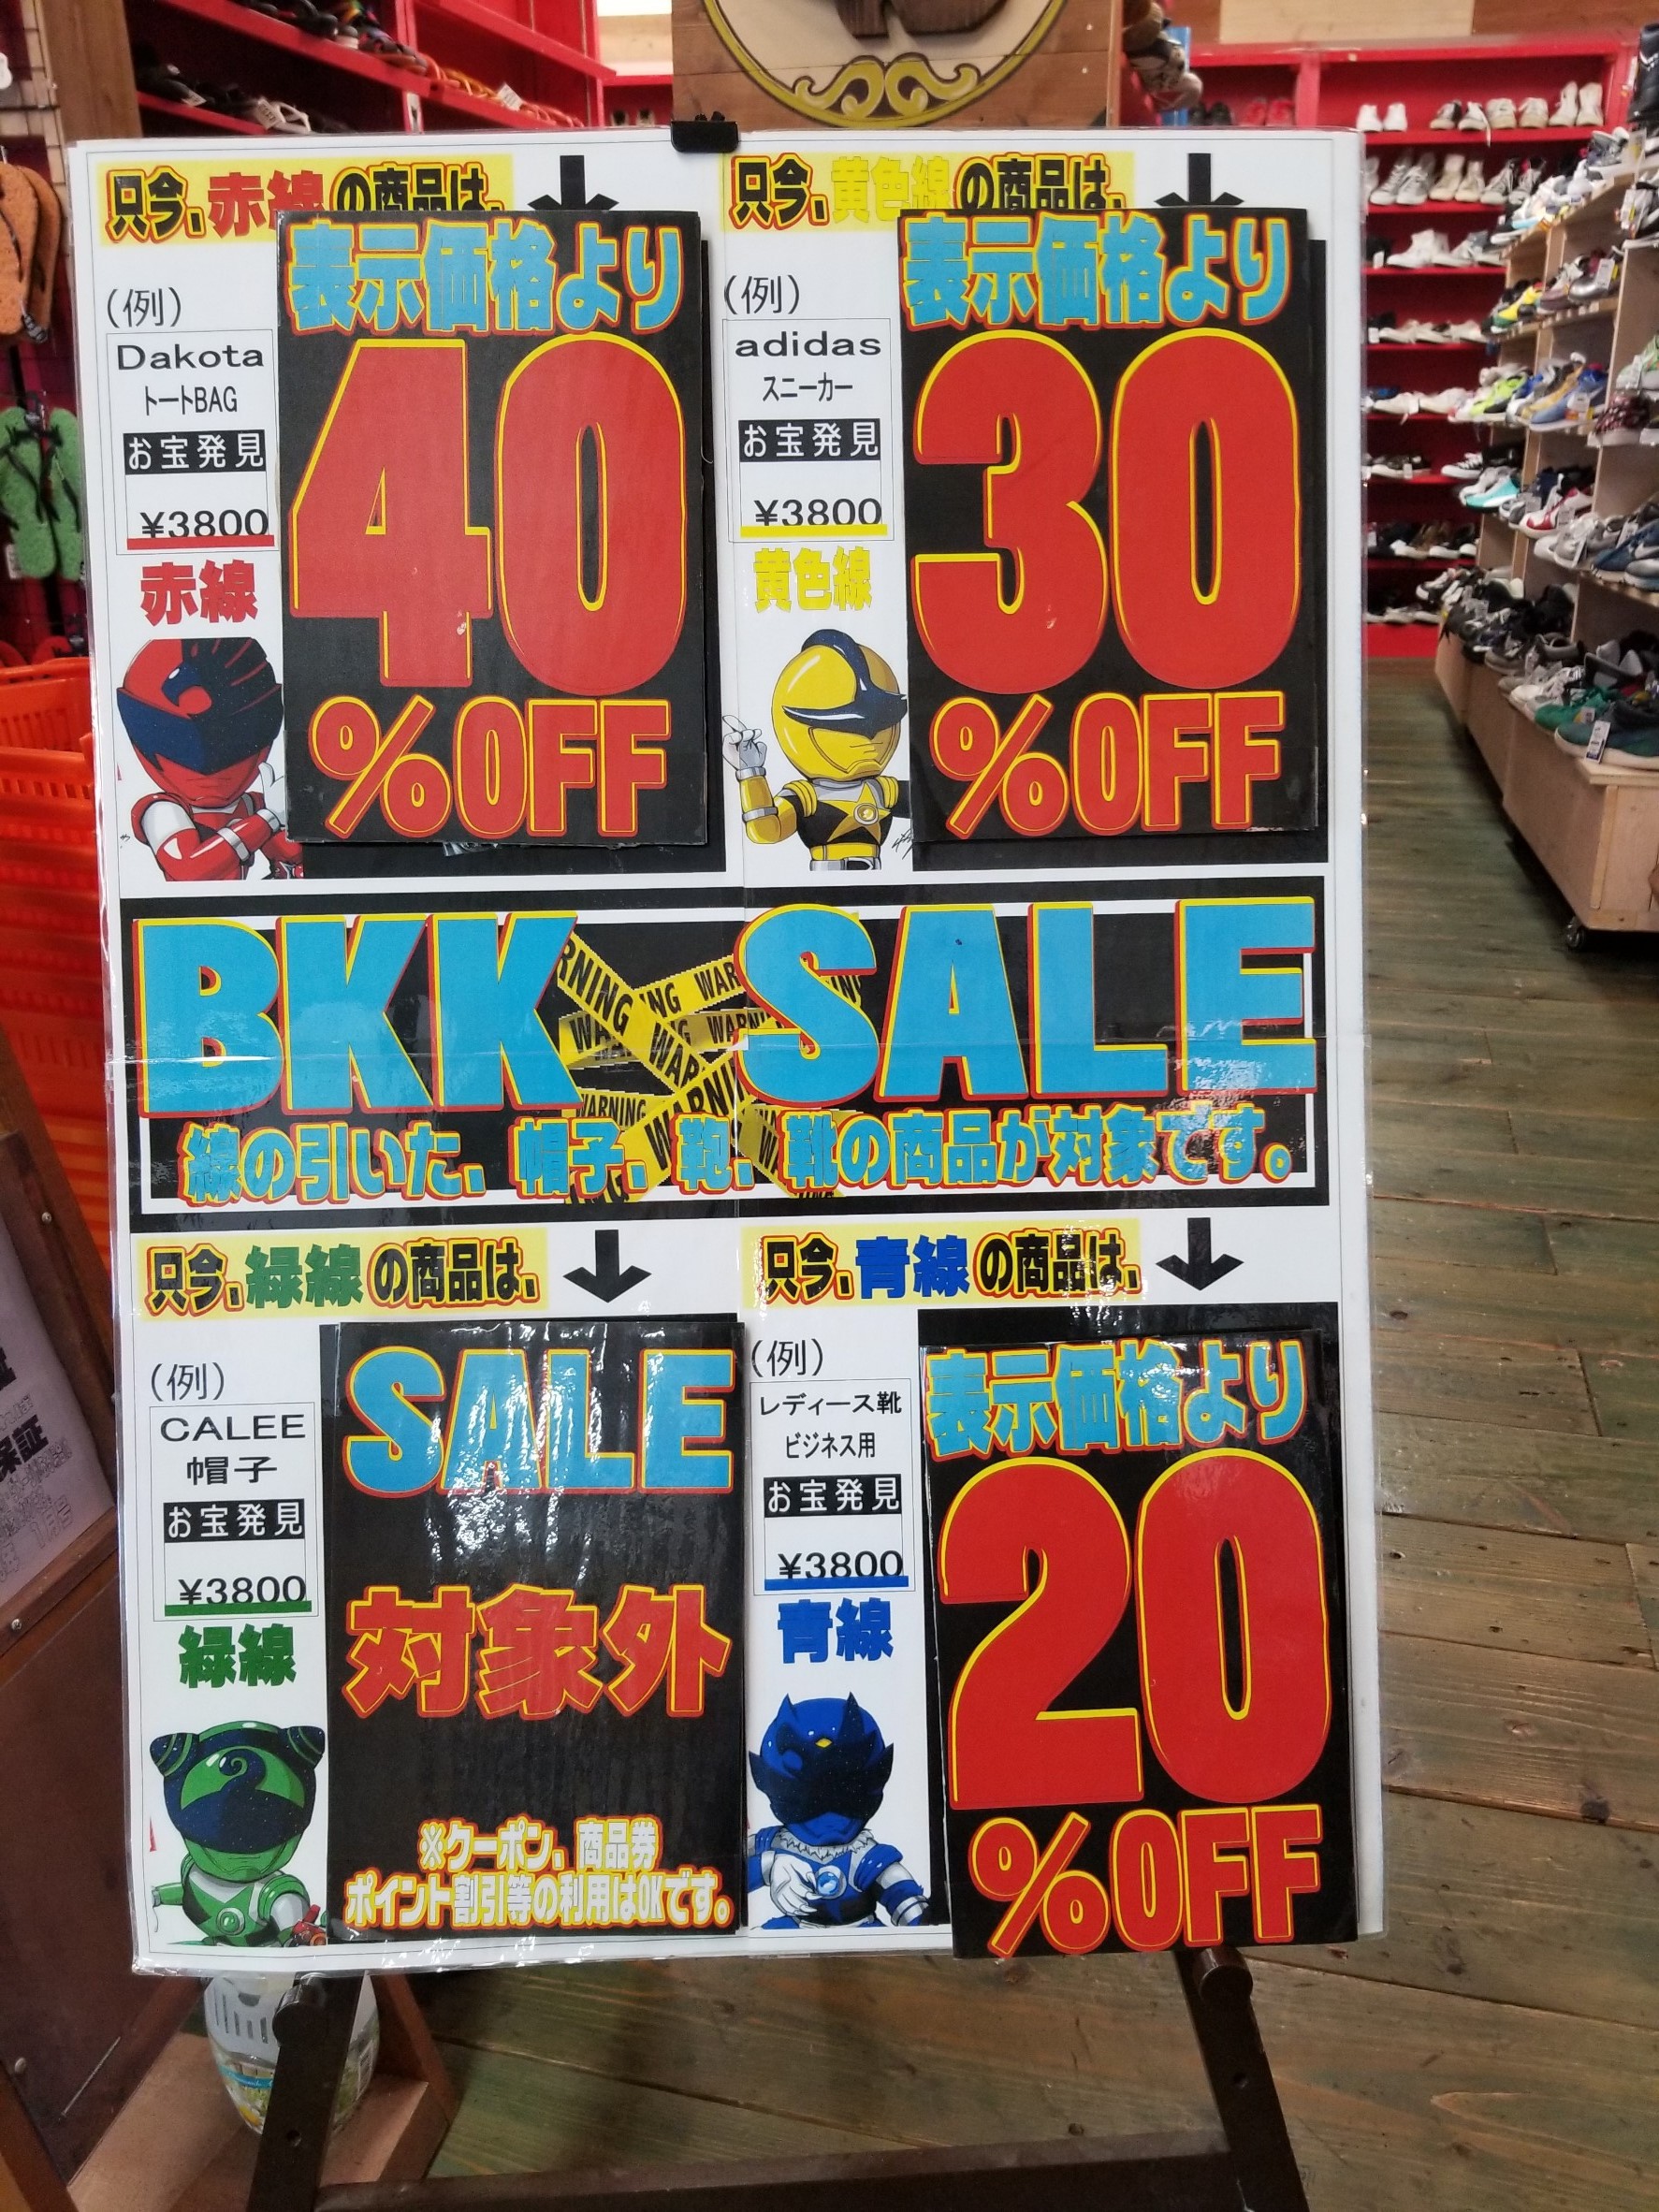 只今、赤線の商品は、
表示価格より
(例)
Dakota
トートBAG
お宝発見
¥3800
赤線
40
%OFF
只今、黄色線の商品は、
表示価格より
(例)
adidas
スニーカー
お宝発見
¥3800
黄色線
30
%OFF
BKK SALE
WARNING
線の引いた、帽子、鞄、靴の商品が対象です。
只今、緑線の商品は、
(例)
CALEE
帽子
お宝発見
¥3800
緑線
SALE
対象外
※クーポン、商品券
ポイント割引等の利用はOKです。
只今、青線の商品は、
(例)
レディース靴
ビジネス用
お宝発見
¥3800
青線
表示価格より
20
%OFF
保証